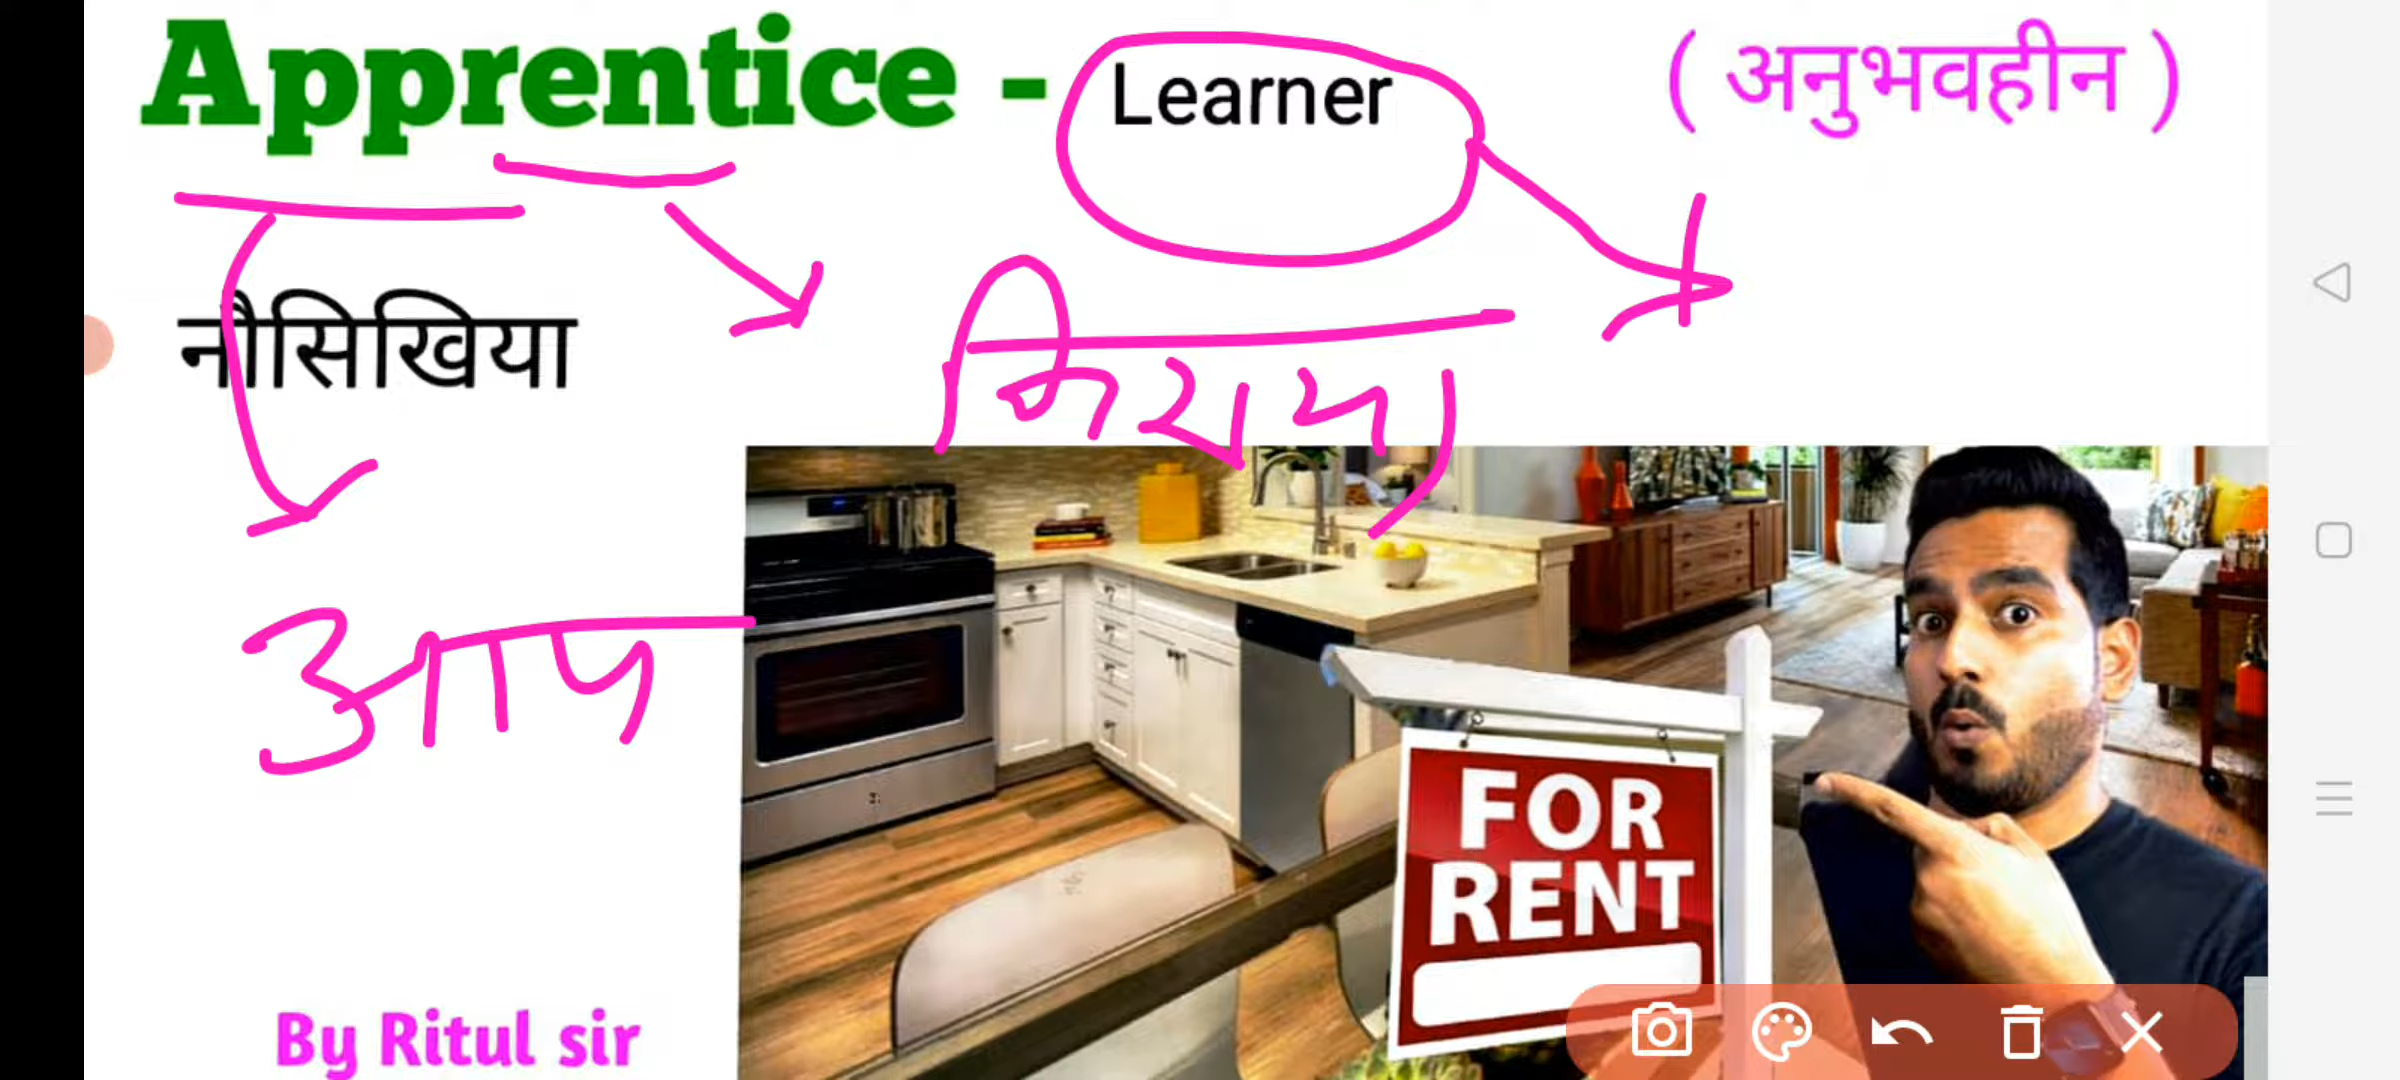 Apprentice - Learner ( अनुभवहीन )
नौसिखिया
आप
FOR
RENT
By Ritul sir